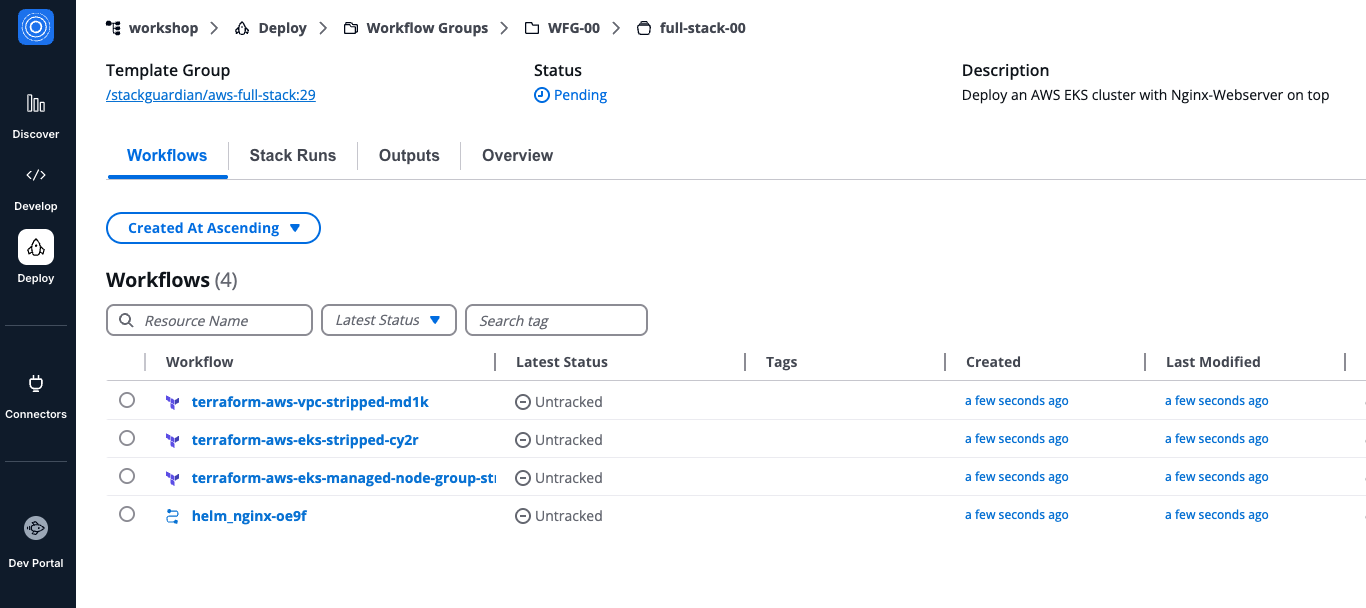 workshop > Deploy > Workflow Groups > WFG-00 > full-stack-00
Template Group
/stackguardian/aws-full-stack:29
Status
Pending
Description
Deploy an AWS EKS cluster with Nginx-Webserver on top
Discover
Develop
Deploy
Connectors
Dev Portal
Workflows Stack Runs Outputs Overview
Created At Ascending
Workflows (4)
Resource Name Latest Status Search tag
Workflow Latest Status Tags Created Last Modified
terraform-aws-vpc-stripped-md1k Untracked a few seconds ago a few seconds ago
terraform-aws-eks-stripped-cy2r Untracked a few seconds ago a few seconds ago
terraform-aws-eks-managed-node-group-str Untracked a few seconds ago a few seconds ago
helm_nginx-oe9f Untracked a few seconds ago a few seconds ago